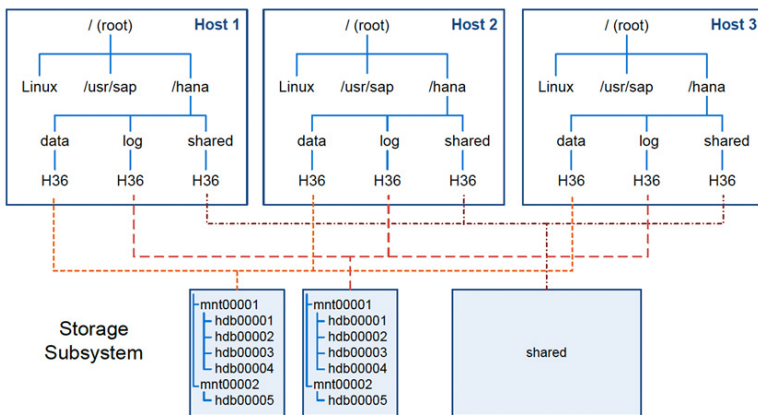 / (root) Host 1
Linux /usr/sap /hana
data log shared
H36 H36 H36
/ (root) Host 2
Linux /usr/sap /hana
data log shared
H36 H36 H36
/ (root) Host 3
Linux /usr/sap /hana
data log shared
H36 H36 H36
Storage
Subsystem
mnt00001
hdb00001
hdb00002
hdb00003
hdb00004
mnt00002
hdb00005
mnt00001
hdb00001
hdb00002
hdb00003
hdb00004
mnt00002
hdb00005
shared